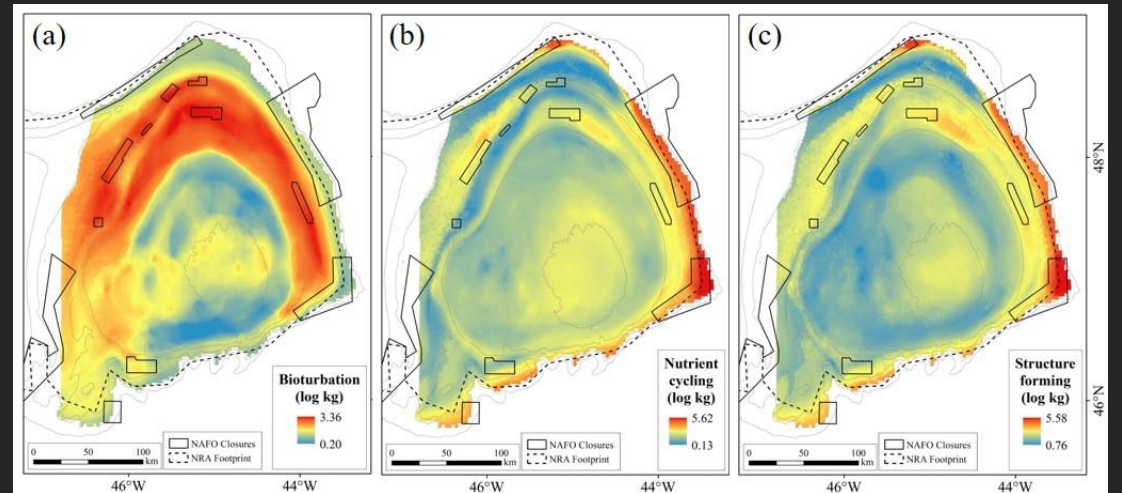 (a)
Bioturbation
(log kg)
3.36
0.20
NAFO Closures
NRA Footprint
0 50 100
km
46°W 44°W
(b)
Nutrient
cycling
(log kg)
5.62
0.13
NAFO Closures
NRA Footprint
0 50 100
km
46°W 44°W
(c)
Structure
forming
(log kg)
5.58
0.76
NAFO Closures
NRA Footprint
0 50 100
km
46°W 44°W
48°N
46°N